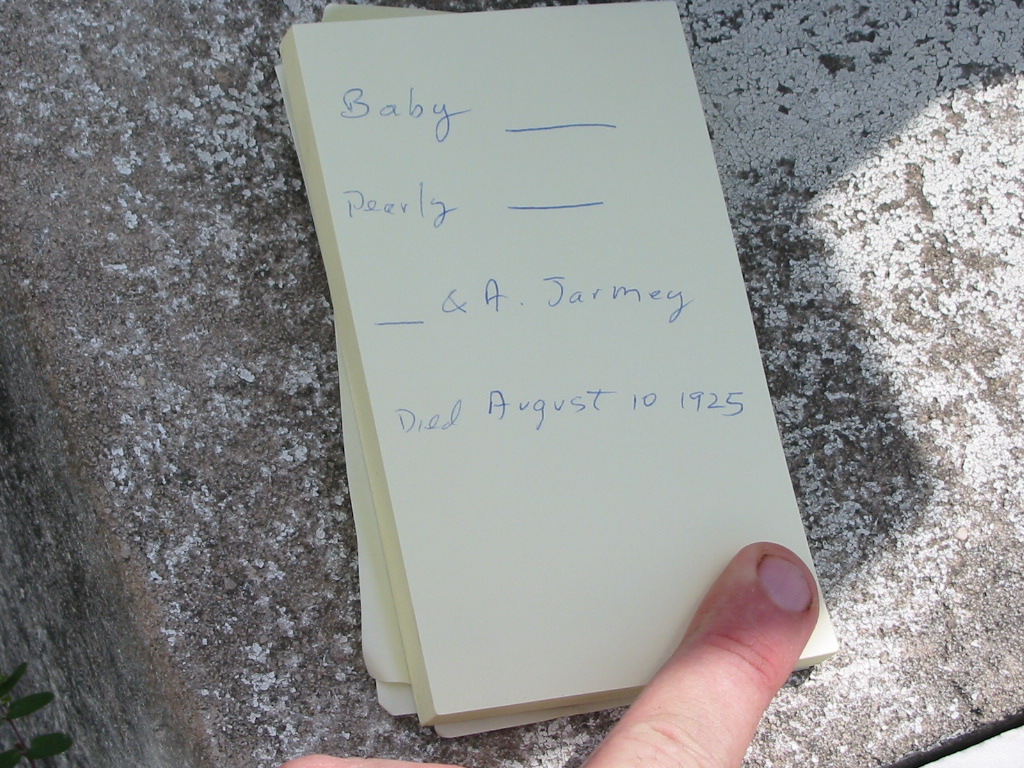 Baby ____
Pearly ____
__ & A. Jarmey
Died August 10 1925